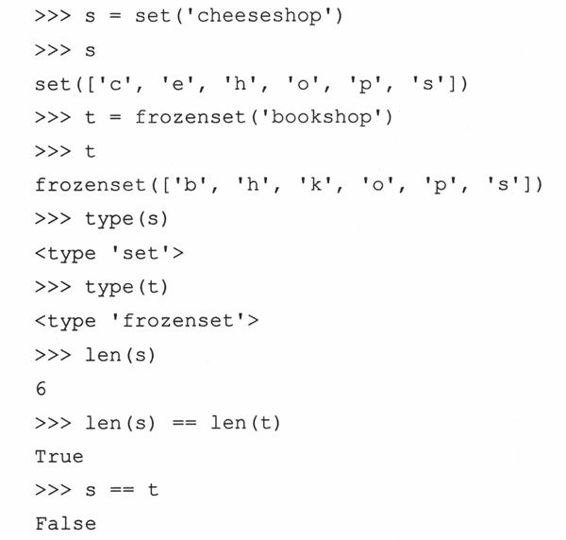 >>> s = set('cheeseshop')
>>> s
set(['c', 'e', 'h', 'o', 'p', 's'])
>>> t = frozenset('bookshop')
>>> t
frozenset(['b', 'h', 'k', 'o', 'p', 's'])
>>> type(s)
<type 'set'>
>>> type(t)
<type 'frozenset'>
>>> len(s)
6
>>> len(s) == len(t)
True
>>> s == t
False